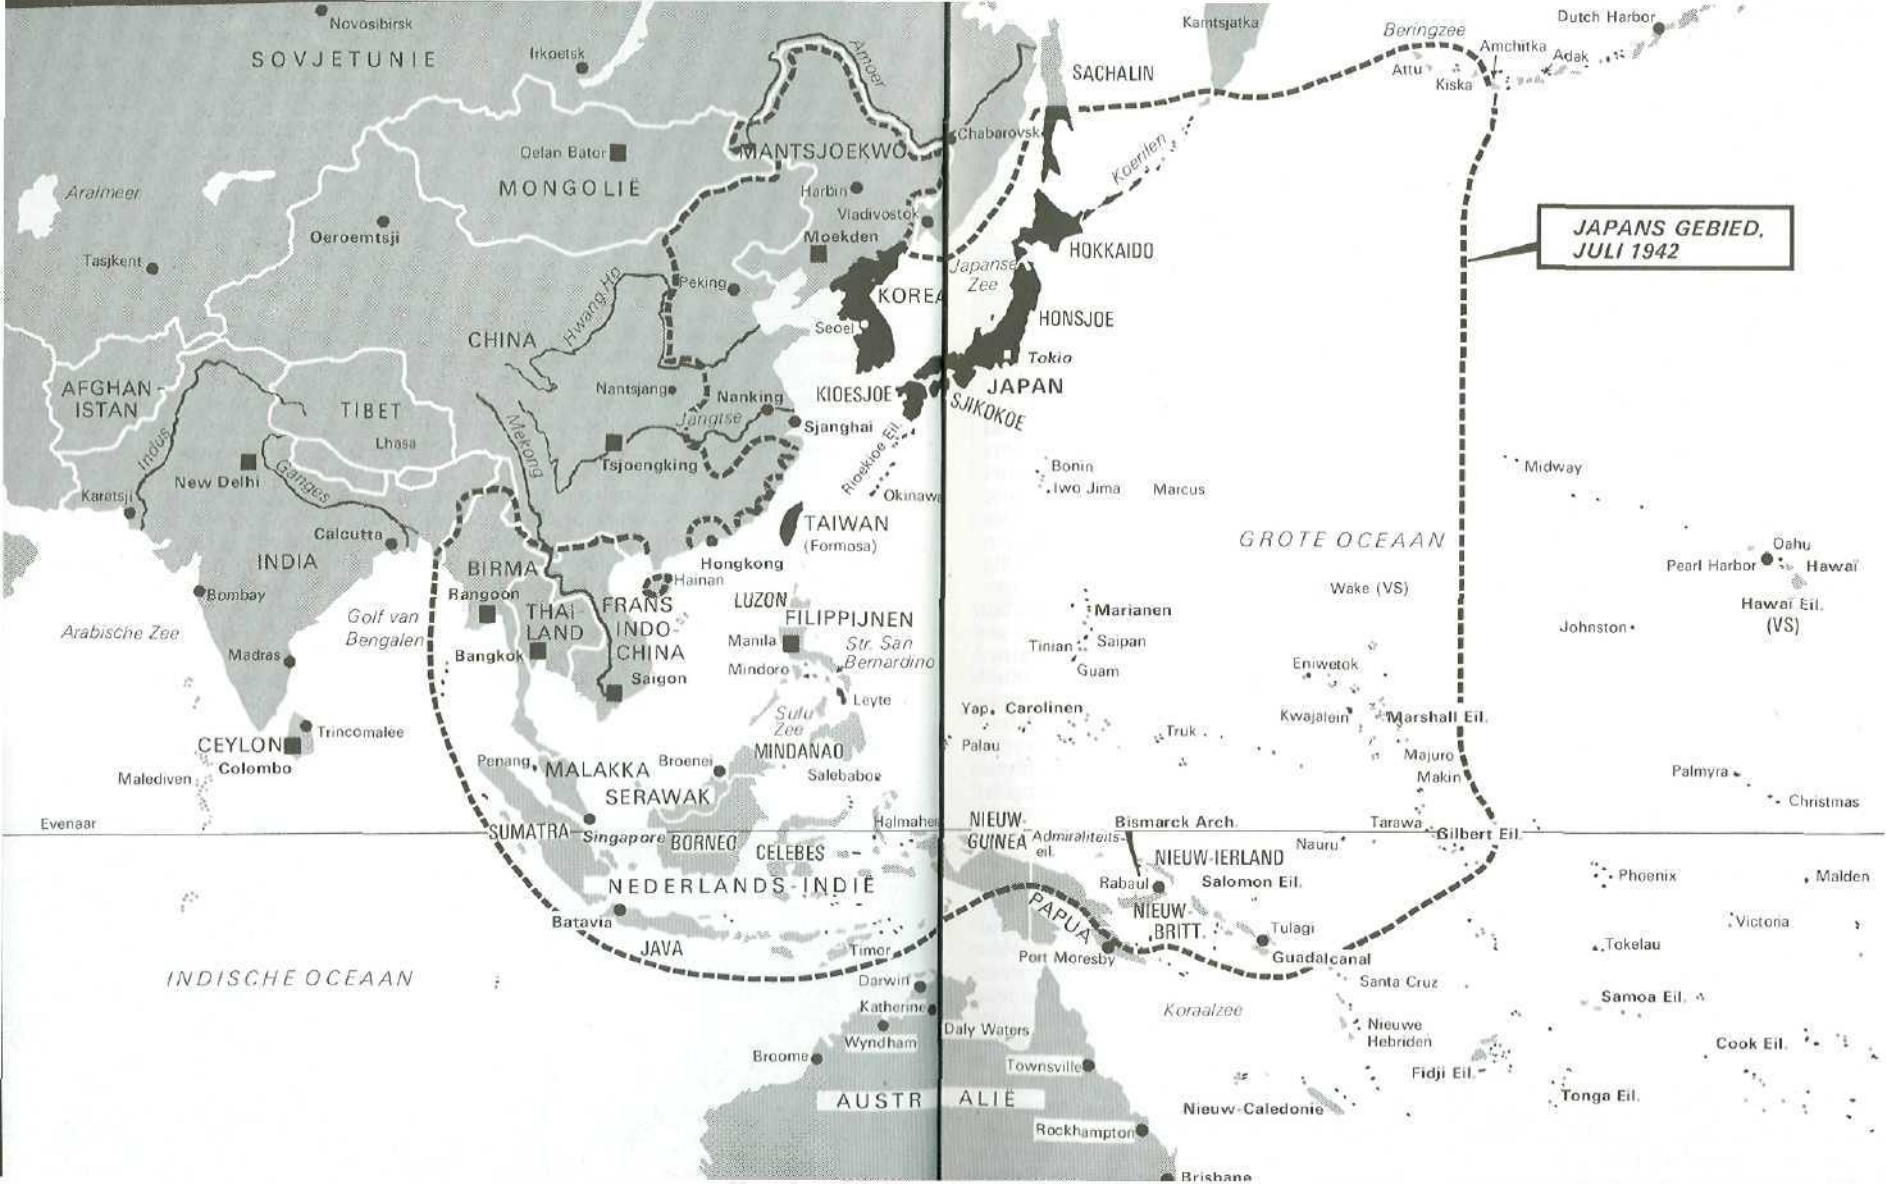 Novosibirsk
SOVJETUNIE
Irkoetsk
Amoer
Kamtsjatka
Beringzee
Dutch Harbor
Amchitka
Adak
Attu
Kiska
SACHALIN
Chabarovsk
Oelan Bator
MANTSJOEKWO
MONGOLIË
Koerilen
Aralmeer
Harbin
Vladivostok
Oeroemtsji
Moekden
HOKKAIDO
JAPANS GEBIED,
JULI 1942
Tasjkent
Japanse
Zee
Peking
Hwang Ho
KOREA
HONSJOE
Seoel
CHINA
Tokio
AFGHAN-
ISTAN
TIBET
Nantsjang
Nanking
KIOESJOE
JAPAN
SJIKOKOE
Jangtse
Sjanghai
Lhasa
Indus
Mekong
Tsjoengking
New Delhi
Ganges
Rioekioe Eil.
Okinawa
Bonin
Iwo Jima
Marcus
Midway
Karatsji
TAIWAN
(Formosa)
Calcutta
GROTE OCEAAN
INDIA
BIRMA
Hongkong
Hainan
Oahu
Pearl Harbor
Hawaï
Bombay
Rangoon
THAI-
LAND
FRANS
INDO-
CHINA
LUZON
FILIPPIJNEN
Wake (VS)
Hawaï Eil.
(VS)
Marianen
Arabische Zee
Golf van
Bengalen
Manila
Str. San
Bernardino
Tinian
Saipan
Johnston
Madras
Bangkok
Mindoro
Guam
Eniwetok
Saigon
Leyte
Yap
Carolinen
Kwajalein
Marshall Eil.
Sulu
Zee
Trincomalee
CEYLON
Colombo
Palau
Truk
Penang
MALAKKA
Broenei
MINDANAO
Majuro
Makin
Malediven
Salebaboe
Palmyra
SERAWAK
Christmas
Evenaar
SUMATRA
Singapore
BORNEO
CELEBES
Halmahe
NIEUW-
GUINEA
Admiraliteits-
eil.
Bismarck Arch.
Tarawa
Gilbert Eil.
Nauru
NIEUW-IERLAND
NEDERLANDS-INDIË
Rabaul
Salomon Eil.
Phoenix
Malden
Batavia
PAPUA
NIEUW-
BRITT.
Tulagi
Victoria
JAVA
Timor
Port Moresby
Guadalcanal
Tokelau
INDISCHE OCEAAN
Darwin
Santa Cruz
Samoa Eil.
Katherine
Koraalzee
Daly Waters
Wyndham
Nieuwe
Hebriden
Cook Eil.
Broome
Townsville
Fidji Eil.
AUSTRALIË
Nieuw-Caledonie
Tonga Eil.
Rockhampton
Brisbane